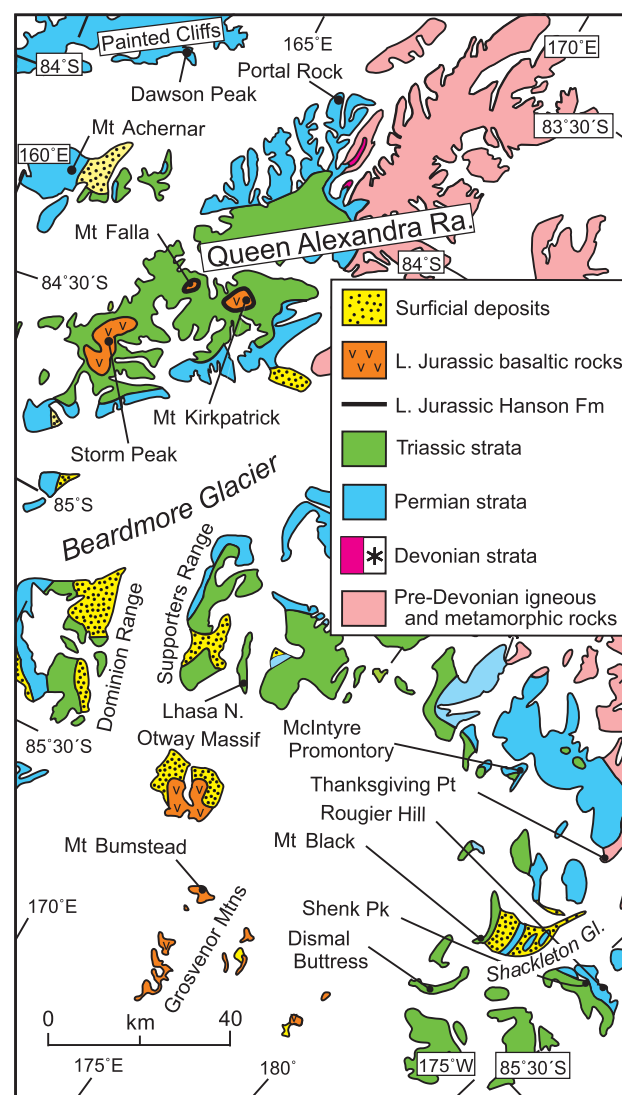 Painted Cliffs
165˚E
170˚E
84˚S
Dawson Peak
Portal Rock
83˚30´S
Mt Achernar
160˚E
Mt Falla
Queen Alexandra Ra.
84˚30´S
84˚S
Surficial deposits
L. Jurassic basaltic rocks
L. Jurassic Hanson Fm
Triassic strata
Permian strata
Devonian strata
Pre-Devonian igneous
and metamorphic rocks
Mt Kirkpatrick
Storm Peak
85˚S
Beardmore Glacier
Supporters Range
Dominion Range
Lhasa N.
85˚30´S
Otway Massif
McIntyre
Promontory
Thanksgiving Pt
Rougier Hill
Mt Black
Mt Bumstead
170˚E
Grosvenor Mtns
Shenk Pk
Dismal
Buttress
Shackleton Gl.
0 20 40
km
175˚E
180˚
175˚W
85˚30´S